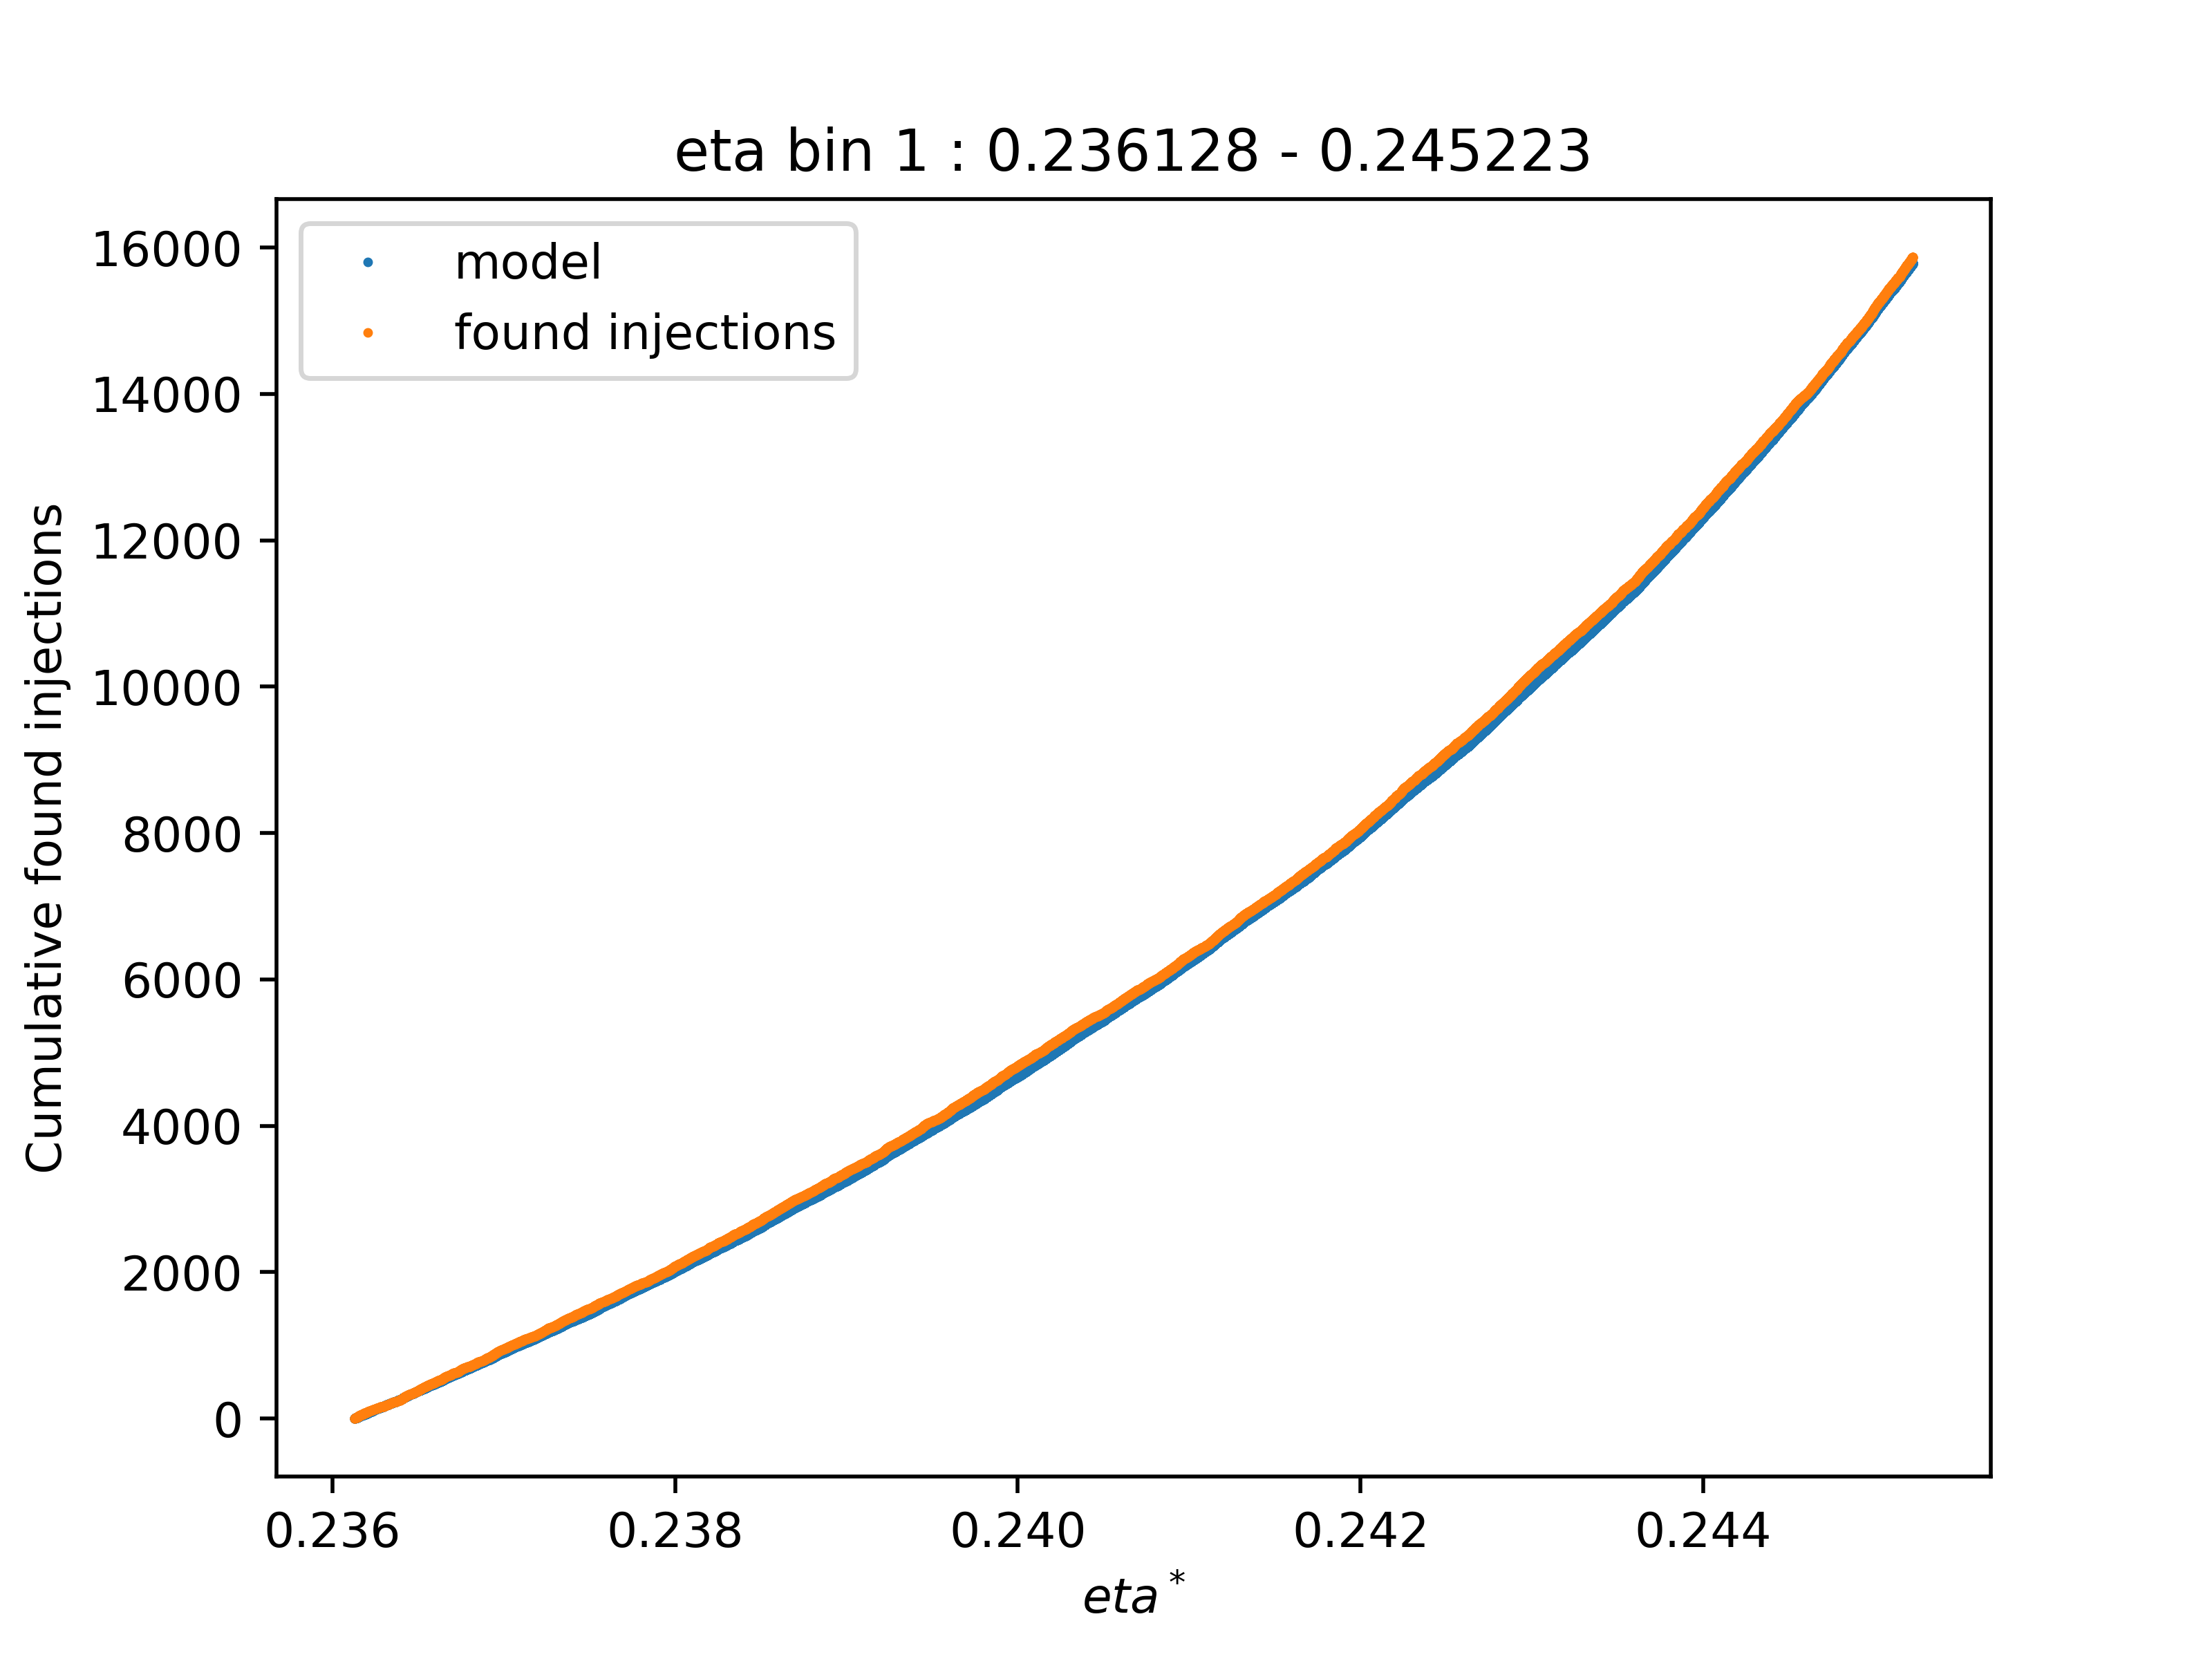 eta bin 1 : 0.236128 - 0.245223
model
found injections
16000
14000
12000
10000
8000
6000
4000
2000
0
Cumulative found injections
0.236 0.238 0.240 0.242 0.244
eta*